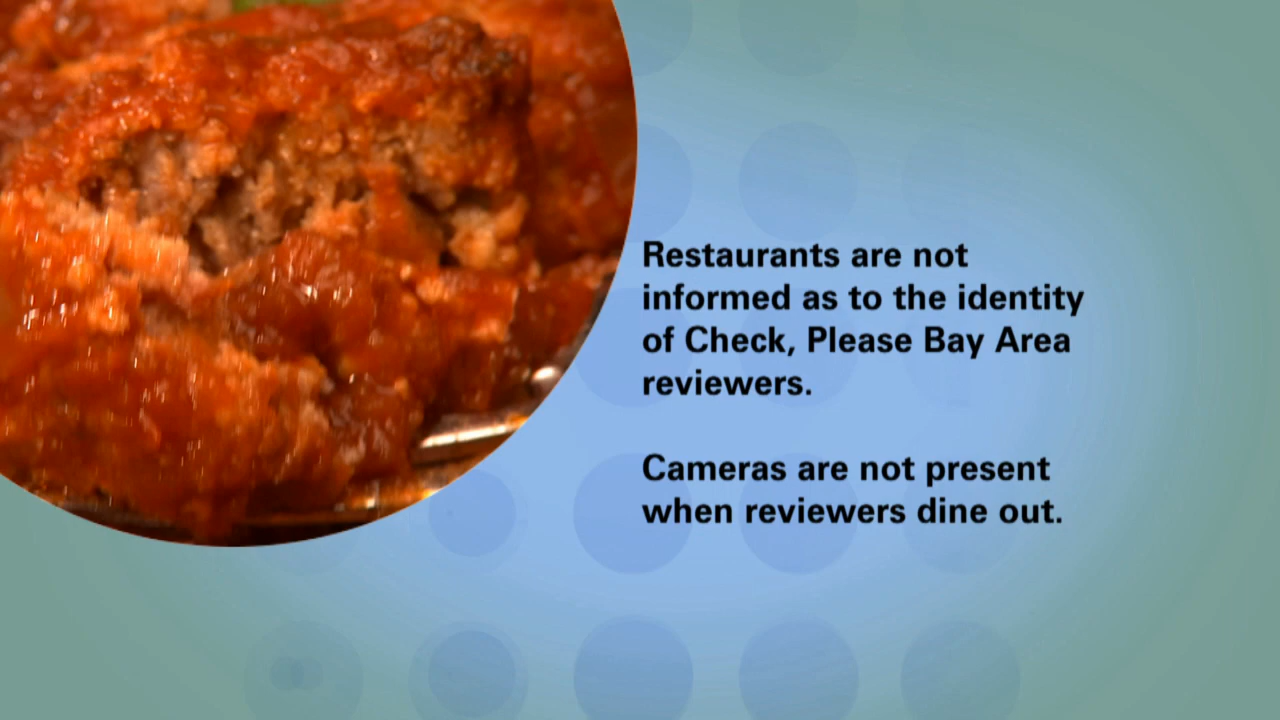 Restaurants are not
informed as to the identity
of Check, Please Bay Area
reviewers.
Cameras are not present
when reviewers dine out.